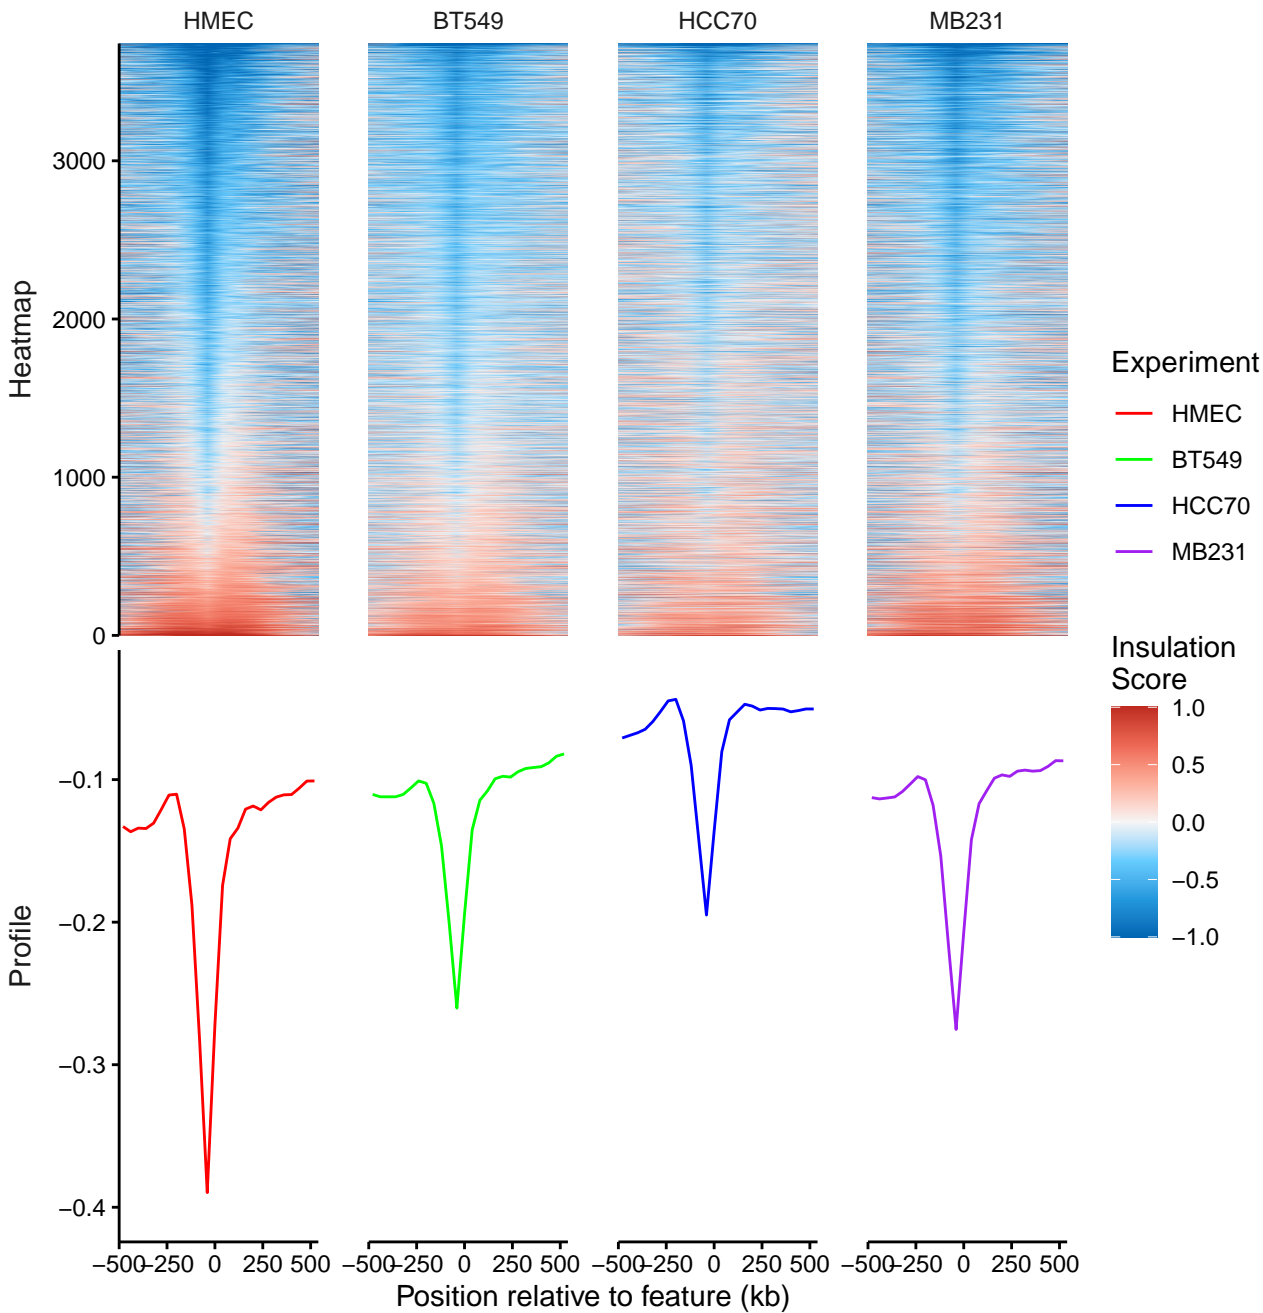 HMEC BT549 HCC70 MB231
Heatmap
3000
2000
1000
0
Profile
−0.1
−0.2
−0.3
−0.4
−500 −250 0 250 500 −500 −250 0 250 500 −500 −250 0 250 500 −500 −250 0 250 500
Position relative to feature (kb)
Experiment
HMEC
BT549
HCC70
MB231
Insulation
Score
1.0
0.5
0.0
−0.5
−1.0